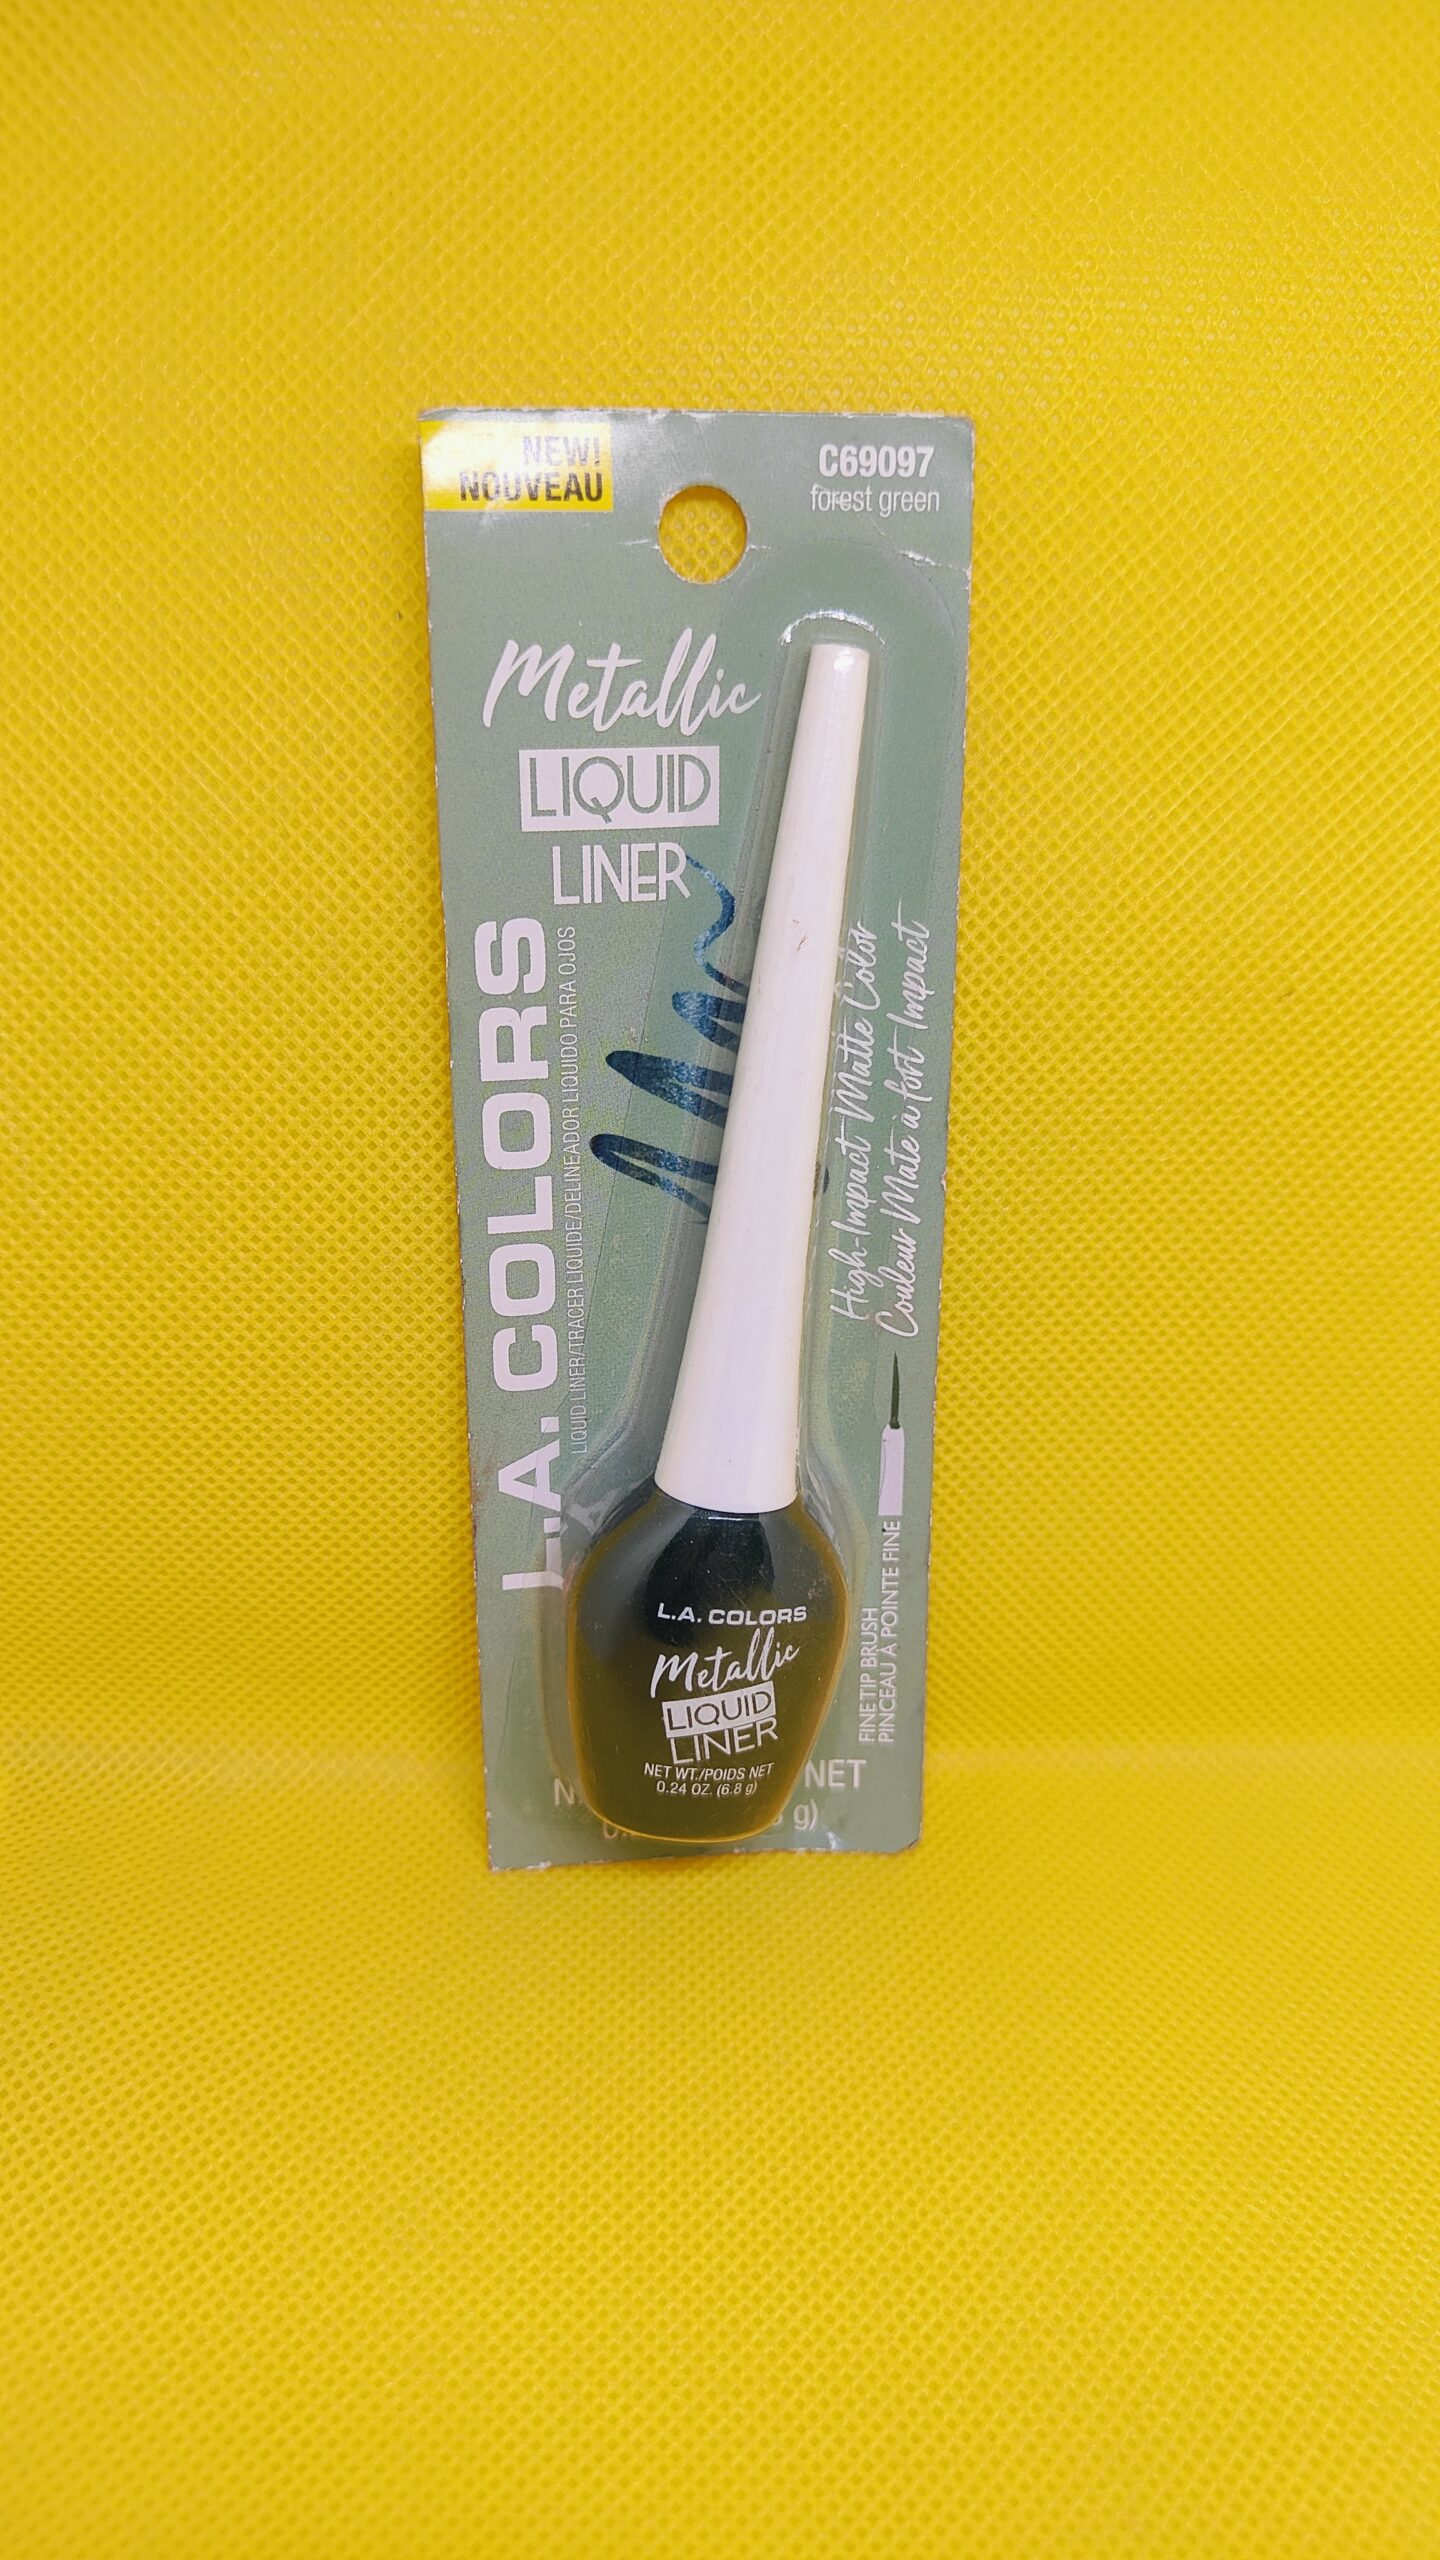 NEW!
NOUVEAU
C69097
forest green
Metallic
LIQUID
LINER
L.A. COLORS
LIQUID LINER/TRACER LIQUIDE/DELINEADOR LIQUIDO PARA OJOS
High-Impact Matte Color
Couleur Mate à fort Impact
FINE TIP BRUSH
PINCEAU À POINTE FINE
L.A. COLORS
Metallic
LIQUID
LINER
NET WT./POIDS NET
0.24 OZ. (6.8 g)
NET
g)